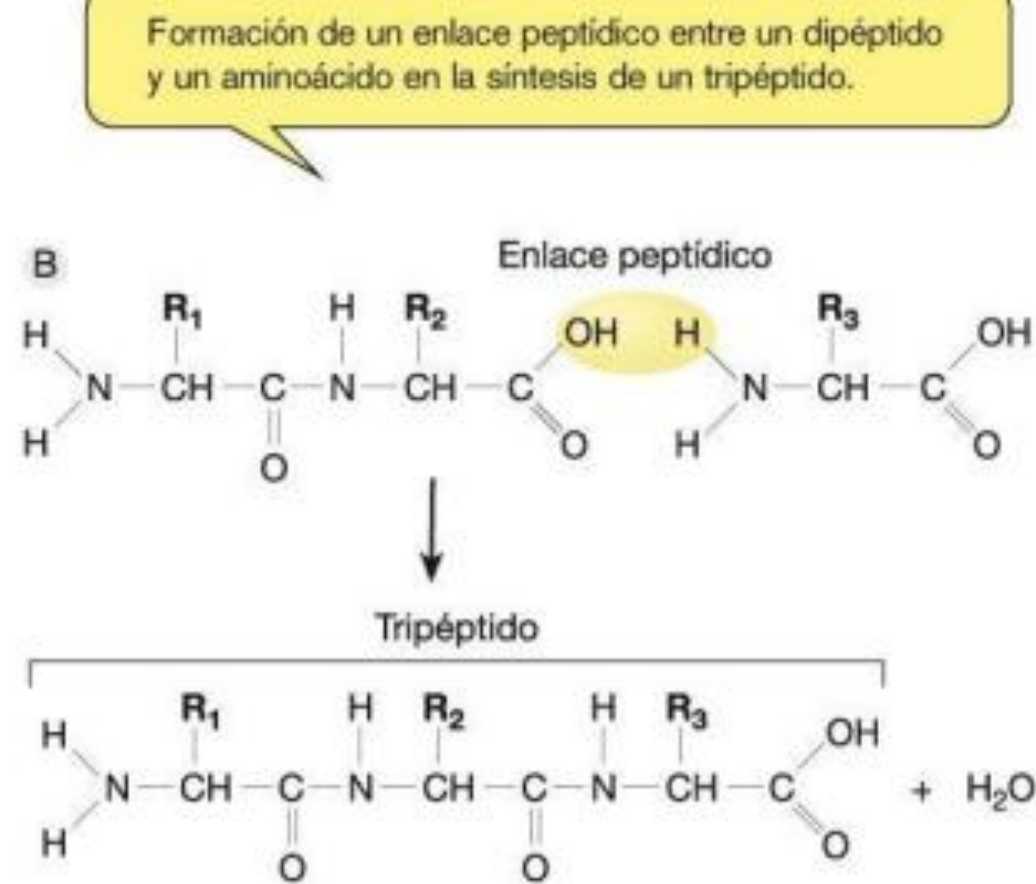 Formación de un enlace peptídico entre un dipéptido
y un aminoácido en la síntesis de un tripéptido.
B
Enlace peptídico
H R₁ H R₂ OH H R₃ OH
N CH C N CH C N CH C
H O O H O
Tripéptido
H R₁ H R₂ H R₃ OH
N CH C N CH C N CH C + H₂O
H O O O